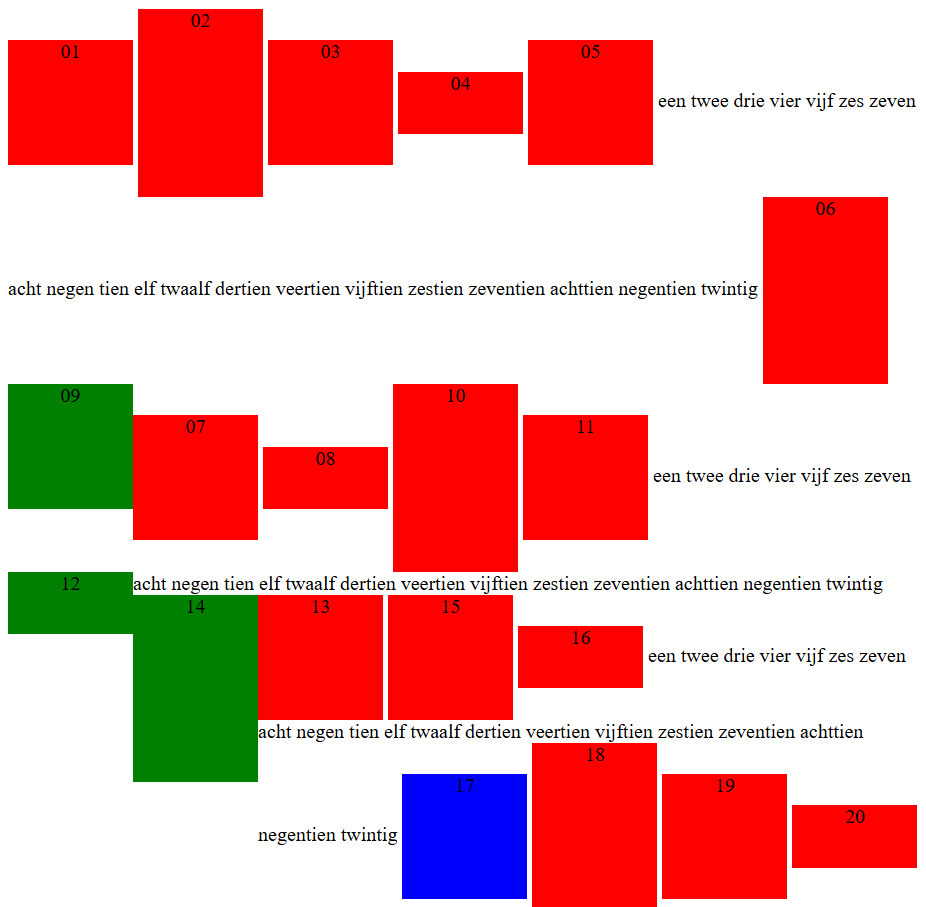 01 02 03 04 05 een twee drie vier vijf zes zeven
acht negen tien elf twaalf dertien veertien vijftien zestien zeventien achttien negentien twintig 06
09 07 08 10 11 een twee drie vier vijf zes zeven
12 acht negen tien elf twaalf dertien veertien vijftien zestien zeventien achttien negentien twintig
14 13 15 16 een twee drie vier vijf zes zeven
acht negen tien elf twaalf dertien veertien vijftien zestien zeventien achttien
negentien twintig 17 18 19 20